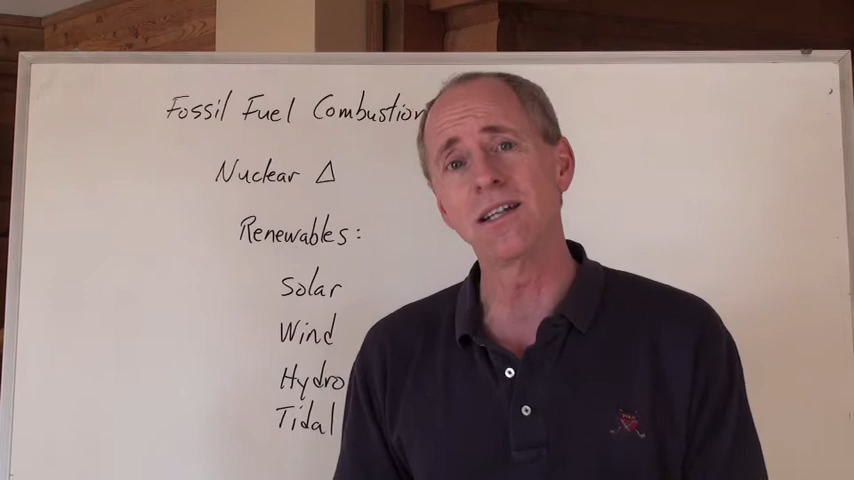 Fossil Fuel Combustion
Nuclear Δ
Renewables:
Solar
Wind
Hydro
Tidal